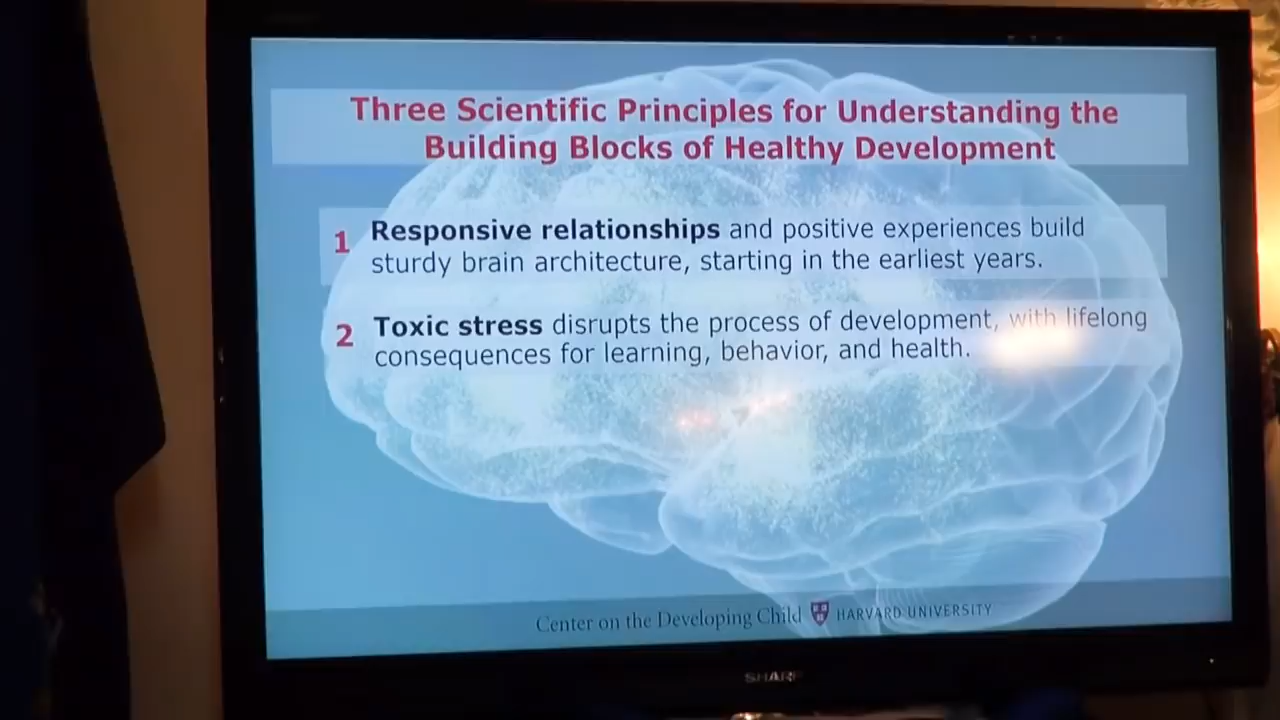 Three Scientific Principles for Understanding the
Building Blocks of Healthy Development
1 Responsive relationships and positive experiences build
sturdy brain architecture, starting in the earliest years.
2 Toxic stress disrupts the process of development, with lifelong
consequences for learning, behavior, and health.
Center on the Developing Child HARVARD UNIVERSITY
SHARP